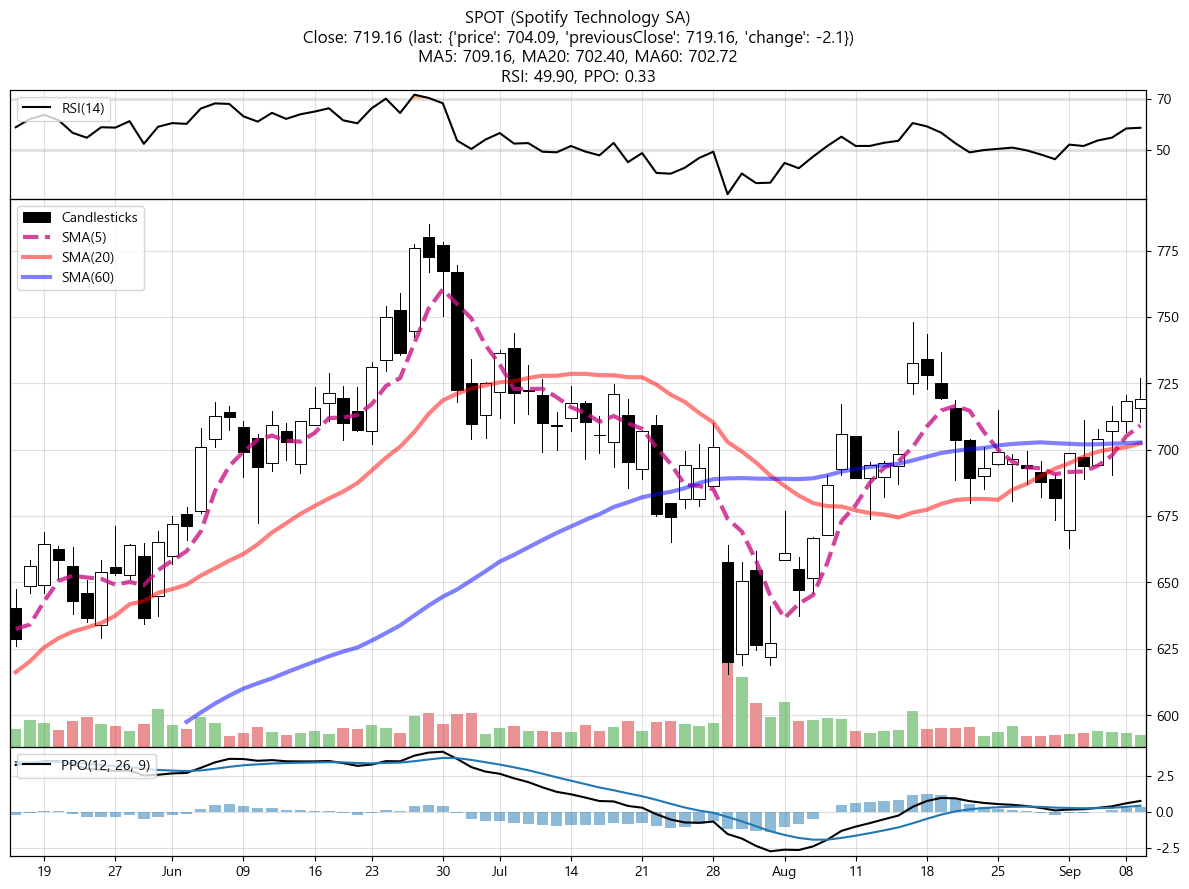 SPOT (Spotify Technology SA)
Close: 719.16 (last: {'price': 704.09, 'previousClose': 719.16, 'change': -2.1})
MA5: 709.16, MA20: 702.40, MA60: 702.72
RSI: 49.90, PPO: 0.33
RSI(14)
70
50
Candlesticks
SMA(5)
SMA(20)
SMA(60)
775
750
725
700
675
650
625
600
PPO(12, 26, 9)
2.5
0.0
−2.5
19 27 Jun 09 16 23 30 Jul 14 21 28 Aug 11 18 25 Sep 08